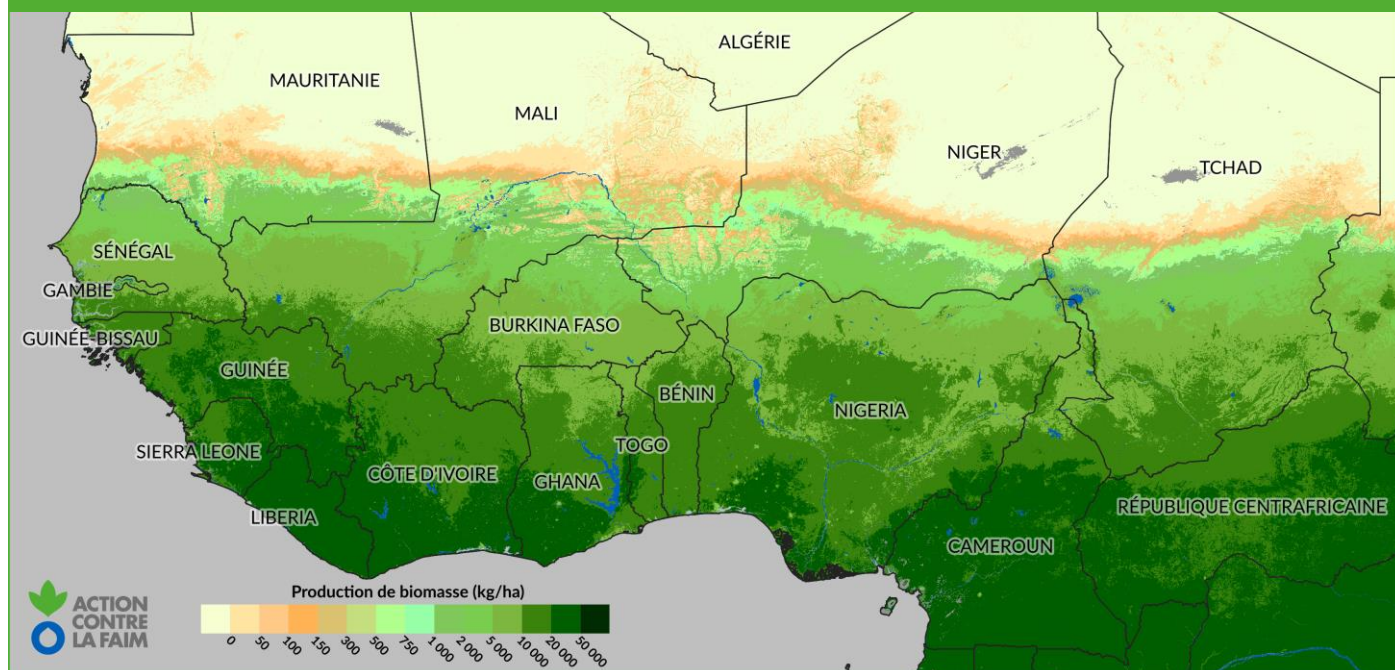 ALGÉRIE
MAURITANIE
MALI
NIGER
TCHAD
SÉNÉGAL
GAMBIE
BURKINA FASO
GUINÉE-BISSAU
GUINÉE
BÉNIN
NIGERIA
TOGO
SIERRA LEONE
CÔTE D'IVOIRE
GHANA
RÉPUBLIQUE CENTRAFRICAINE
LIBERIA
CAMEROUN
Production de biomasse (kg/ha)
0 50 100 150 300 500 750 1 000 2 000 5 000 10 000 20 000 50 000
ACTION
CONTRE
LA FAIM